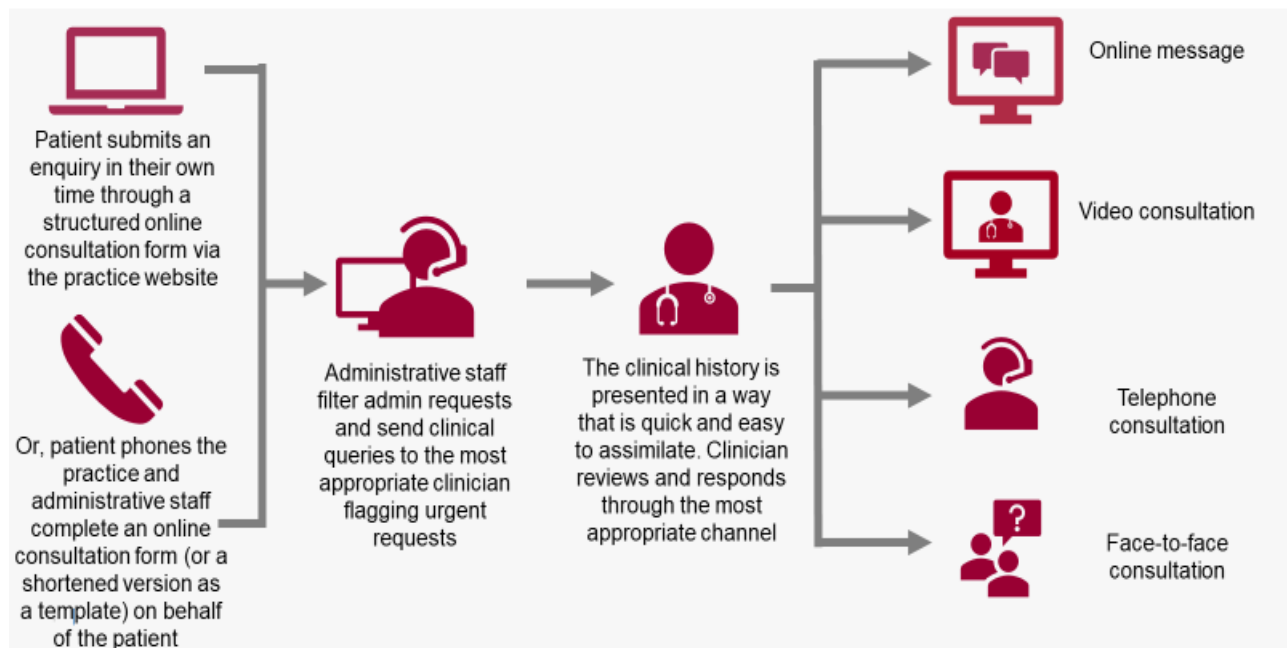 Patient submits an
enquiry in their own
time through a
structured online
consultation form via
the practice website
Or, patient phones the
practice and
administrative staff
complete an online
consultation form (or a
shortened version as
a template) on behalf
of the patient
Administrative staff
filter admin requests
and send clinical
queries to the most
appropriate clinician
flagging urgent
requests
The clinical history is
presented in a way
that is quick and easy
to assimilate. Clinician
reviews and responds
through the most
appropriate channel
Online message
Video consultation
Telephone
consultation
?
Face-to-face
consultation